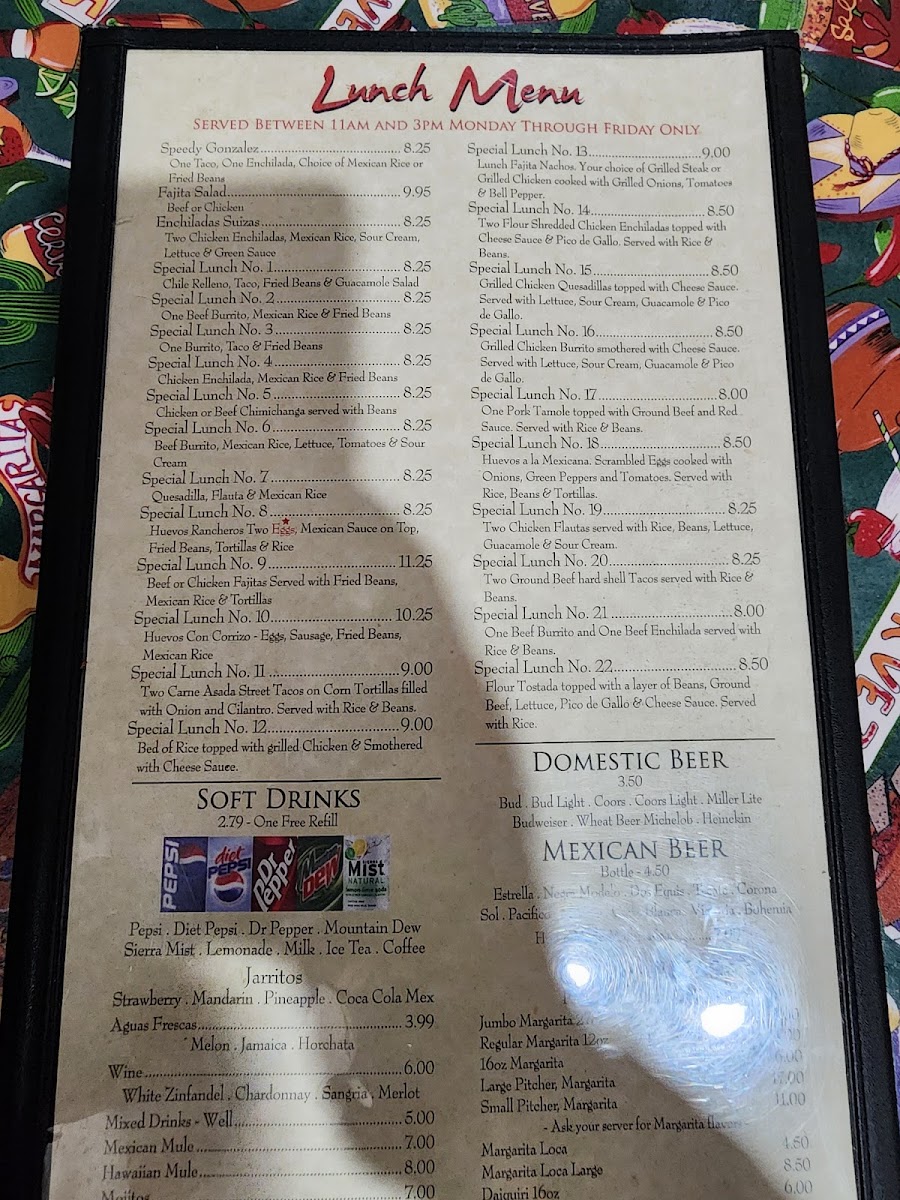 Lunch Menu
Served Between 11am and 3pm Monday Through Friday Only
Speedy Gonzalez 8.25
One Taco, One Enchilada, Choice of Mexican Rice or
Fried Beans
Fajita Salad 9.95
Beef or Chicken
Enchiladas Suizas 8.25
Two Chicken Enchiladas, Mexican Rice, Sour Cream,
Lettuce & Green Sauce
Special Lunch No. 1 8.25
Chile Relleno, Taco, Fried Beans & Guacamole Salad
Special Lunch No. 2 8.25
One Beef Burrito, Mexican Rice & Fried Beans
Special Lunch No. 3 8.25
One Burrito, Taco & Fried Beans
Special Lunch No. 4 8.25
Chicken Enchilada, Mexican Rice & Fried Beans
Special Lunch No. 5 8.25
Chicken or Beef Chimichanga served with Beans
Special Lunch No. 6 8.25
Beef Burrito, Mexican Rice, Lettuce, Tomatoes & Sour
Cream
Special Lunch No. 7 8.25
Quesadilla, Flauta & Mexican Rice
Special Lunch No. 8 8.25
Huevos Rancheros Two Eggs, Mexican Sauce on Top,
Fried Beans, Tortillas & Rice
Special Lunch No. 9 11.25
Beef or Chicken Fajitas Served with Fried Beans,
Mexican Rice & Tortillas
Special Lunch No. 10 10.25
Huevos Con Corrizo - Eggs, Sausage, Fried Beans,
Mexican Rice
Special Lunch No. 11 9.00
Two Carne Asada Street Tacos on Corn Tortillas filled
with Onion and Cilantro. Served with Rice & Beans.
Special Lunch No. 12 9.00
Bed of Rice topped with grilled Chicken & Smothered
with Cheese Sauce.
Soft Drinks
2.79 - One Free Refill
PEPSI
diet PEPSI
Dr Pepper
Mtn Dew
Sierra Mist NATURAL
Pepsi . Diet Pepsi . Dr Pepper . Mountain Dew
Sierra Mist . Lemonade . Milk . Ice Tea . Coffee
Jarritos
Strawberry . Mandarin . Pineapple . Coca Cola Mex
Aguas Frescas 3.99
Melon . Jamaica . Horchata
Wine 6.00
White Zinfandel . Chardonnay . Sangria . Merlot
Mixed Drinks - Well 5.00
Mexican Mule 7.00
Hawaiian Mule 8.00
Mojitos 7.00
Special Lunch No. 13 9.00
Lunch Fajita Nachos. Your choice of Grilled Steak or
Grilled Chicken cooked with Grilled Onions, Tomatoes
& Bell Pepper.
Special Lunch No. 14 8.50
Two Flour Shredded Chicken Enchiladas topped with
Cheese Sauce & Pico de Gallo. Served with Rice &
Beans.
Special Lunch No. 15 8.50
Grilled Chicken Quesadillas topped with Cheese Sauce.
Served with Lettuce, Sour Cream, Guacamole & Pico
de Gallo.
Special Lunch No. 16 8.50
Grilled Chicken Burrito smothered with Cheese Sauce.
Served with Lettuce, Sour Cream, Guacamole & Pico
de Gallo.
Special Lunch No. 17 8.00
One Pork Tamole topped with Ground Beef and Red
Sauce. Served with Rice & Beans.
Special Lunch No. 18 8.50
Huevos a la Mexicana. Scrambled Eggs cooked with
Onions, Green Peppers and Tomatoes. Served with
Rice, Beans & Tortillas.
Special Lunch No. 19 8.25
Two Chicken Flautas served with Rice, Beans, Lettuce,
Guacamole & Sour Cream.
Special Lunch No. 20 8.25
Two Ground Beef hard shell Tacos served with Rice &
Beans.
Special Lunch No. 21 8.00
One Beef Burrito and One Beef Enchilada served with
Rice & Beans.
Special Lunch No. 22 8.50
Flour Tostada topped with a layer of Beans, Ground
Beef, Lettuce, Pico de Gallo & Cheese Sauce. Served
with Rice.
Domestic Beer
3.50
Bud . Bud Light . Coors . Coors Light . Miller Lite
Budweiser . Wheat Beer Michelob . Heinekin
Mexican Beer
Bottle - 4.50
Estrella . Negra Modelo . Dos Equis . Tecate . Corona
Sol . Pacifico . Blanca . Victoria . Bohemia
Jumbo Margarita
Regular Margarita 12oz
16oz Margarita 6.00
Large Pitcher, Margarita
Small Pitcher, Margarita 11.00
- Ask your server for Margarita flavors
Margarita Loca 4.50
Margarita Loca Large 8.50
Daiquiri 16oz 6.00